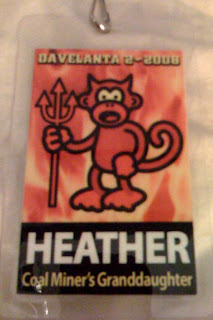 DAVELANTA 2-2008
HEATHER
Coal Miner's Granddaughter